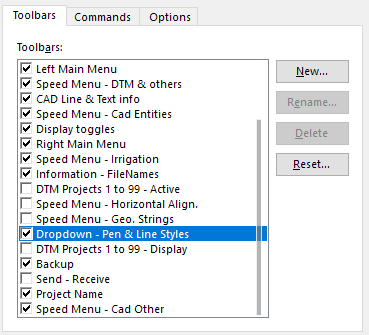 Toolbars Commands Options
Toolbars:
Left Main Menu
Speed Menu - DTM & others
CAD Line & Text info
Speed Menu - Cad Entities
Display toggles
Right Main Menu
Speed Menu - Irrigation
Information - FileNames
DTM Projects 1 to 99 - Active
Speed Menu - Horizontal Align.
Speed Menu - Geo. Strings
Dropdown - Pen & Line Styles
DTM Projects 1 to 99 - Display
Backup
Send - Receive
Project Name
Speed Menu - Cad Other
New...
Rename...
Delete
Reset...